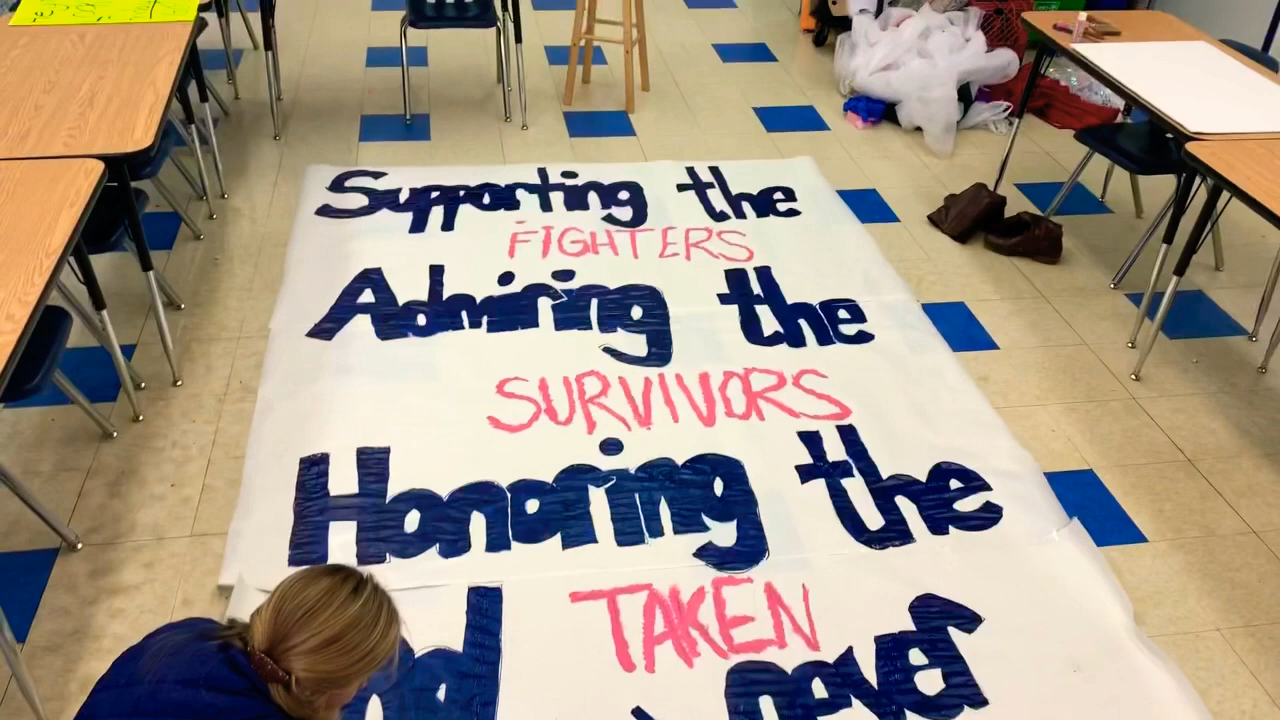 Supporting the
FIGHTERS
Admiring the
SURVIVORS
Honoring the
TAKEN
never